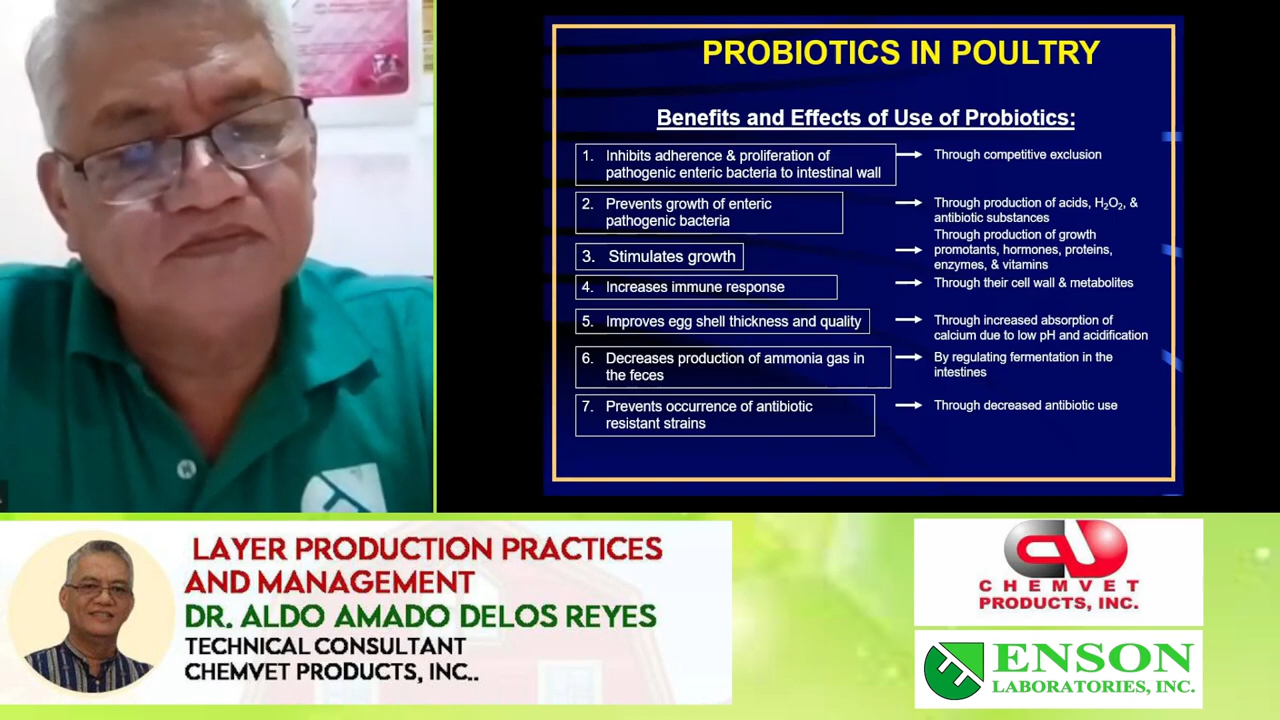 PROBIOTICS IN POULTRY
Benefits and Effects of Use of Probiotics:
1. Inhibits adherence & proliferation of
pathogenic enteric bacteria to intestinal wall
Through competitive exclusion
2. Prevents growth of enteric
pathogenic bacteria
Through production of acids, H₂O₂, &
antibiotic substances
3. Stimulates growth
Through production of growth
promotants, hormones, proteins,
enzymes, & vitamins
4. Increases immune response
Through their cell wall & metabolites
5. Improves egg shell thickness and quality
Through increased absorption of
calcium due to low pH and acidification
6. Decreases production of ammonia gas in
the feces
By regulating fermentation in the
intestines
7. Prevents occurrence of antibiotic
resistant strains
Through decreased antibiotic use
LAYER PRODUCTION PRACTICES
AND MANAGEMENT
DR. ALDO AMADO DELOS REYES
TECHNICAL CONSULTANT
CHEMVET PRODUCTS, INC..
CHEMVET
PRODUCTS, INC.
ENSON
LABORATORIES, INC.